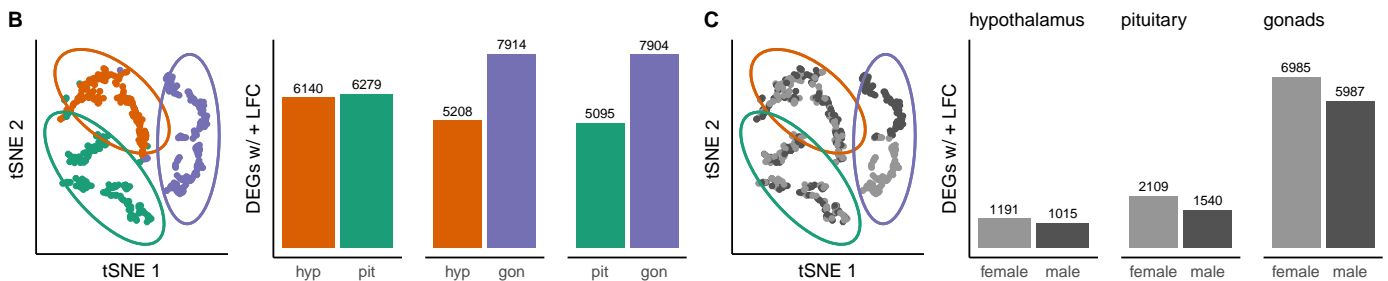 B
tSNE 2
tSNE 1
DEGs w/ + LFC
6140
6279
hyp
pit
5208
7914
hyp
gon
5095
7904
pit
gon
C
tSNE 2
tSNE 1
DEGs w/ + LFC
hypothalamus
1191
1015
female
male
pituitary
2109
1540
female
male
gonads
6985
5987
female
male